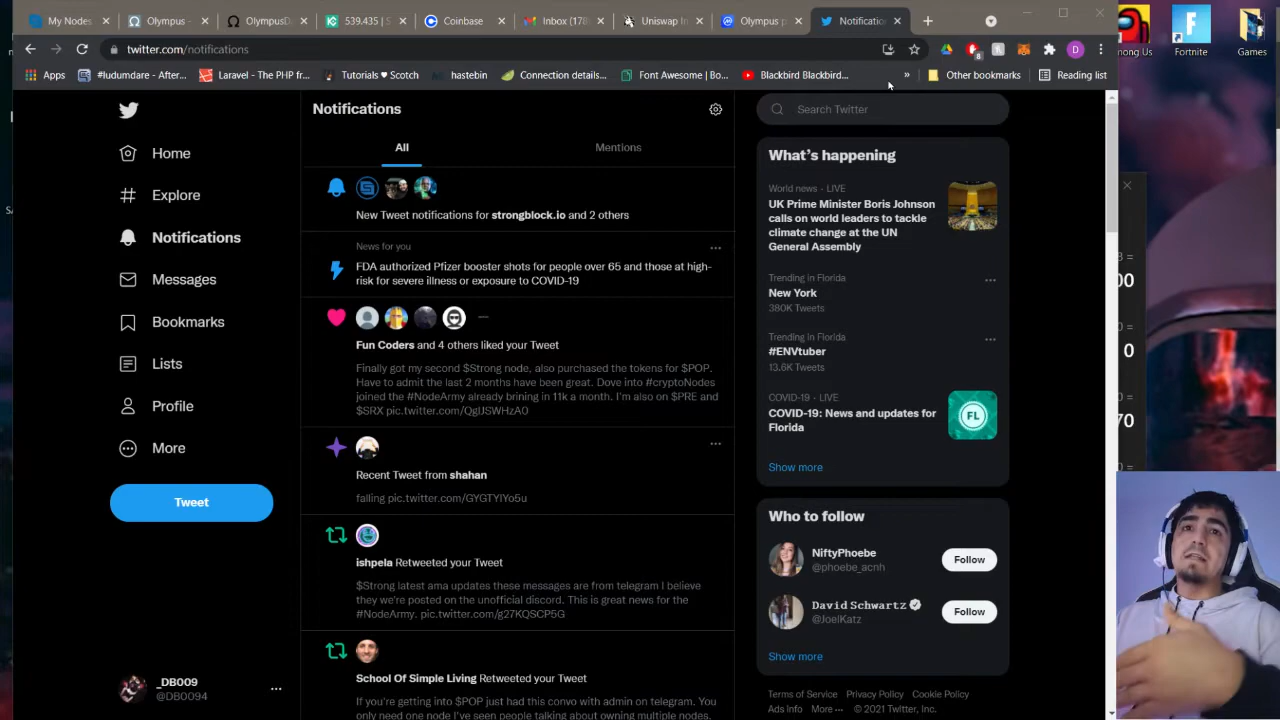 My Nodes
Olympus -
OlympusDA
539.435 | S
Coinbase
Inbox (178
Uniswap In
Olympus p
Notificatio
twitter.com/notifications
Apps
#ludumdare - After...
Laravel - The PHP fr...
Tutorials ♥ Scotch
hastebin
Connection details...
Font Awesome | Bo...
Blackbird Blackbird...
»
Other bookmarks
Reading list
mong Us
Fortnite
Games
Home
Explore
Notifications
Messages
Bookmarks
Lists
Profile
More
Tweet
_DB009
@DB0094
Notifications
All
Mentions
New Tweet notifications for strongblock.io and 2 others
News for you
FDA authorized Pfizer booster shots for people over 65 and those at high-
risk for severe illness or exposure to COVID-19
Fun Coders and 4 others liked your Tweet
Finally got my second $Strong node, also purchased the tokens for $POP.
Have to admit the last 2 months have been great. Dove into #cryptoNodes
joined the #NodeArmy already brining in 11k a month. I'm also on $PRE and
$SRX pic.twitter.com/QglJSWHzA0
Recent Tweet from shahan
falling pic.twitter.com/GYGTYIYo5u
ishpela Retweeted your Tweet
$Strong latest ama updates these messages are from telegram I believe
they we're posted on the unofficial discord. This is great news for the
#NodeArmy. pic.twitter.com/g27KQSCP5G
School Of Simple Living Retweeted your Tweet
If you're getting into $POP just had this convo with admin on telegram. You
only need one node I've seen people talking about owning multiple nodes.
Search Twitter
What's happening
World news · LIVE
UK Prime Minister Boris Johnson
calls on world leaders to tackle
climate change at the UN
General Assembly
Trending in Florida
New York
380K Tweets
Trending in Florida
#ENVtuber
13.6K Tweets
COVID-19 · LIVE
COVID-19: News and updates for
Florida
FL
Show more
Who to follow
NiftyPhoebe
@phoebe_acnh
Follow
David Schwartz
@JoelKatz
Follow
Show more
Terms of Service Privacy Policy Cookie Policy
Ads Info More ··· © 2021 Twitter, Inc.
8 =
00
0 =
0
0 =
70